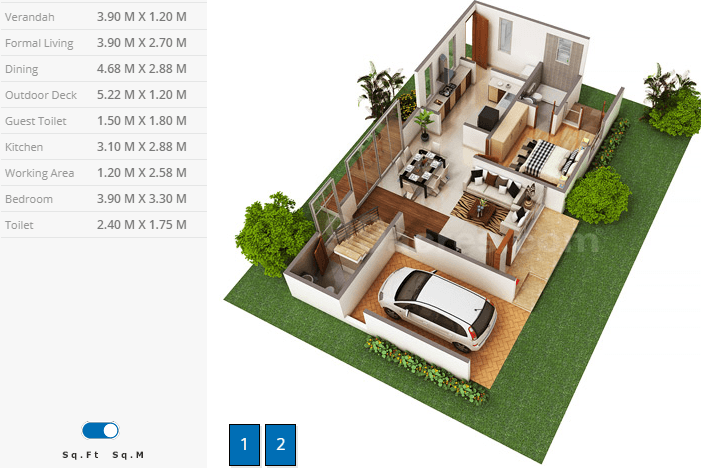 Verandah 3.90 M X 1.20 M
Formal Living 3.90 M X 2.70 M
Dining 4.68 M X 2.88 M
Outdoor Deck 5.22 M X 1.20 M
Guest Toilet 1.50 M X 1.80 M
Kitchen 3.10 M X 2.88 M
Working Area 1.20 M X 2.58 M
Bedroom 3.90 M X 3.30 M
Toilet 2.40 M X 1.75 M
Sq.Ft Sq.M
1 2